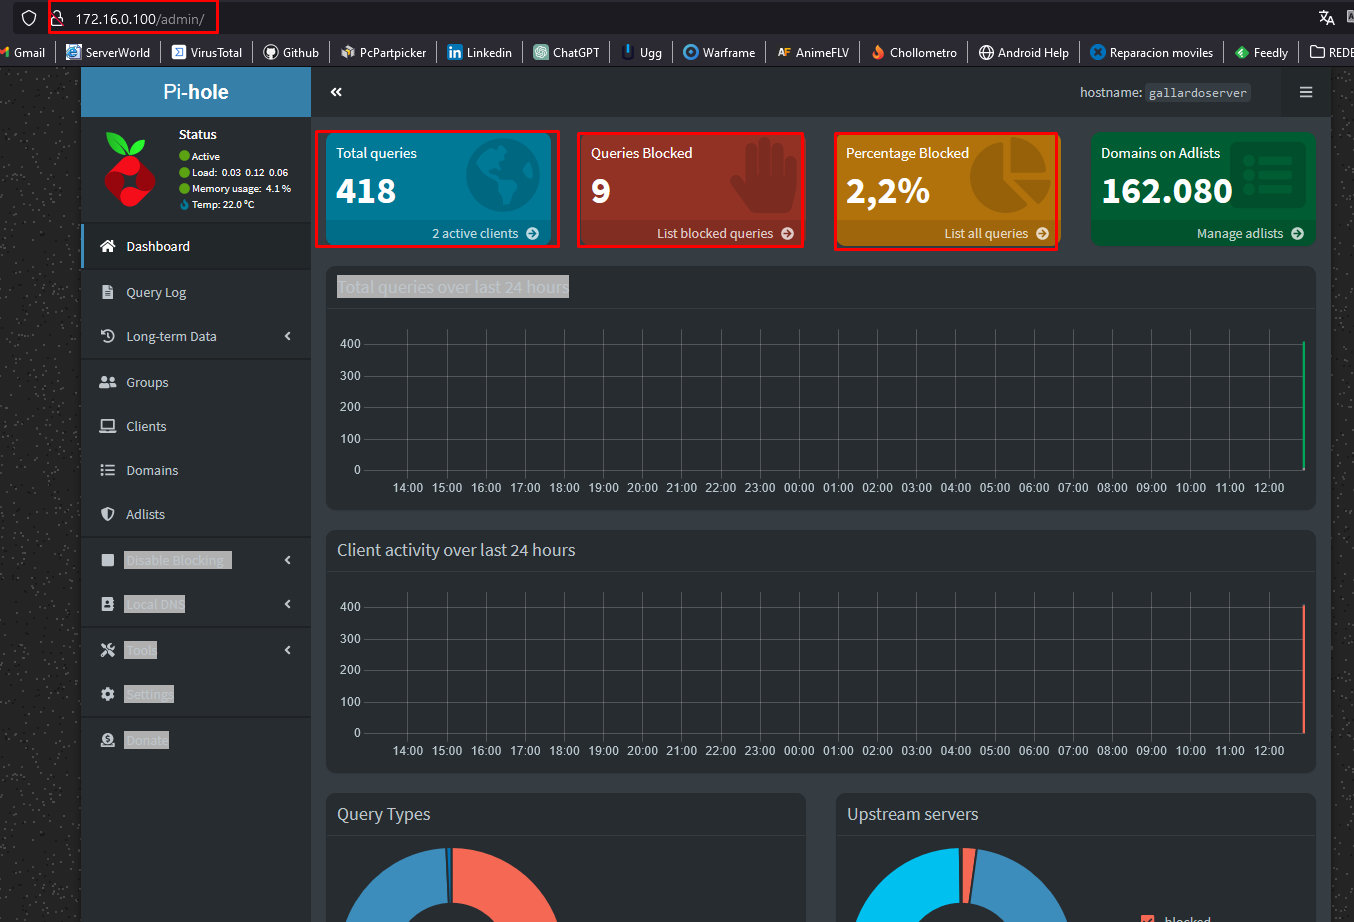 172.16.0.100/admin/
Gmail
ServerWorld
VirusTotal
Github
PcPartpicker
Linkedin
ChatGPT
Ugg
Warframe
AnimeFLV
Chollometro
Android Help
Reparacion moviles
Feedly
REDE
Pi-hole
hostname: gallardoserver
Status
Active
Load: 0.03 0.12 0.06
Memory usage: 4.1 %
Temp: 22.0 °C
Dashboard
Query Log
Long-term Data
Groups
Clients
Domains
Adlists
Disable Blocking
Local DNS
Tools
Settings
Donate
Total queries
418
2 active clients
Queries Blocked
9
List blocked queries
Percentage Blocked
2,2%
List all queries
Domains on Adlists
162.080
Manage adlists
Total queries over last 24 hours
400
300
200
100
0
14:00 15:00 16:00 17:00 18:00 19:00 20:00 21:00 22:00 23:00 00:00 01:00 02:00 03:00 04:00 05:00 06:00 07:00 08:00 09:00 10:00 11:00 12:00
Client activity over last 24 hours
400
300
200
100
0
14:00 15:00 16:00 17:00 18:00 19:00 20:00 21:00 22:00 23:00 00:00 01:00 02:00 03:00 04:00 05:00 06:00 07:00 08:00 09:00 10:00 11:00 12:00
Query Types
Upstream servers
blocked